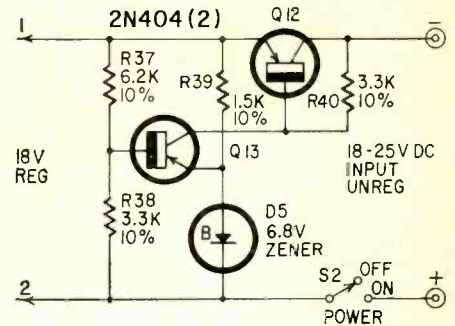 2N404(2)
Q12
1
−
R37
6.2K
10%
R39
1.5K
10%
R40
3.3K
10%
Q13
18V
REG
18-25V DC
INPUT
UNREG
R38
3.3K
10%
B
D5
6.8V
ZENER
S2
OFF
ON
2
+
POWER